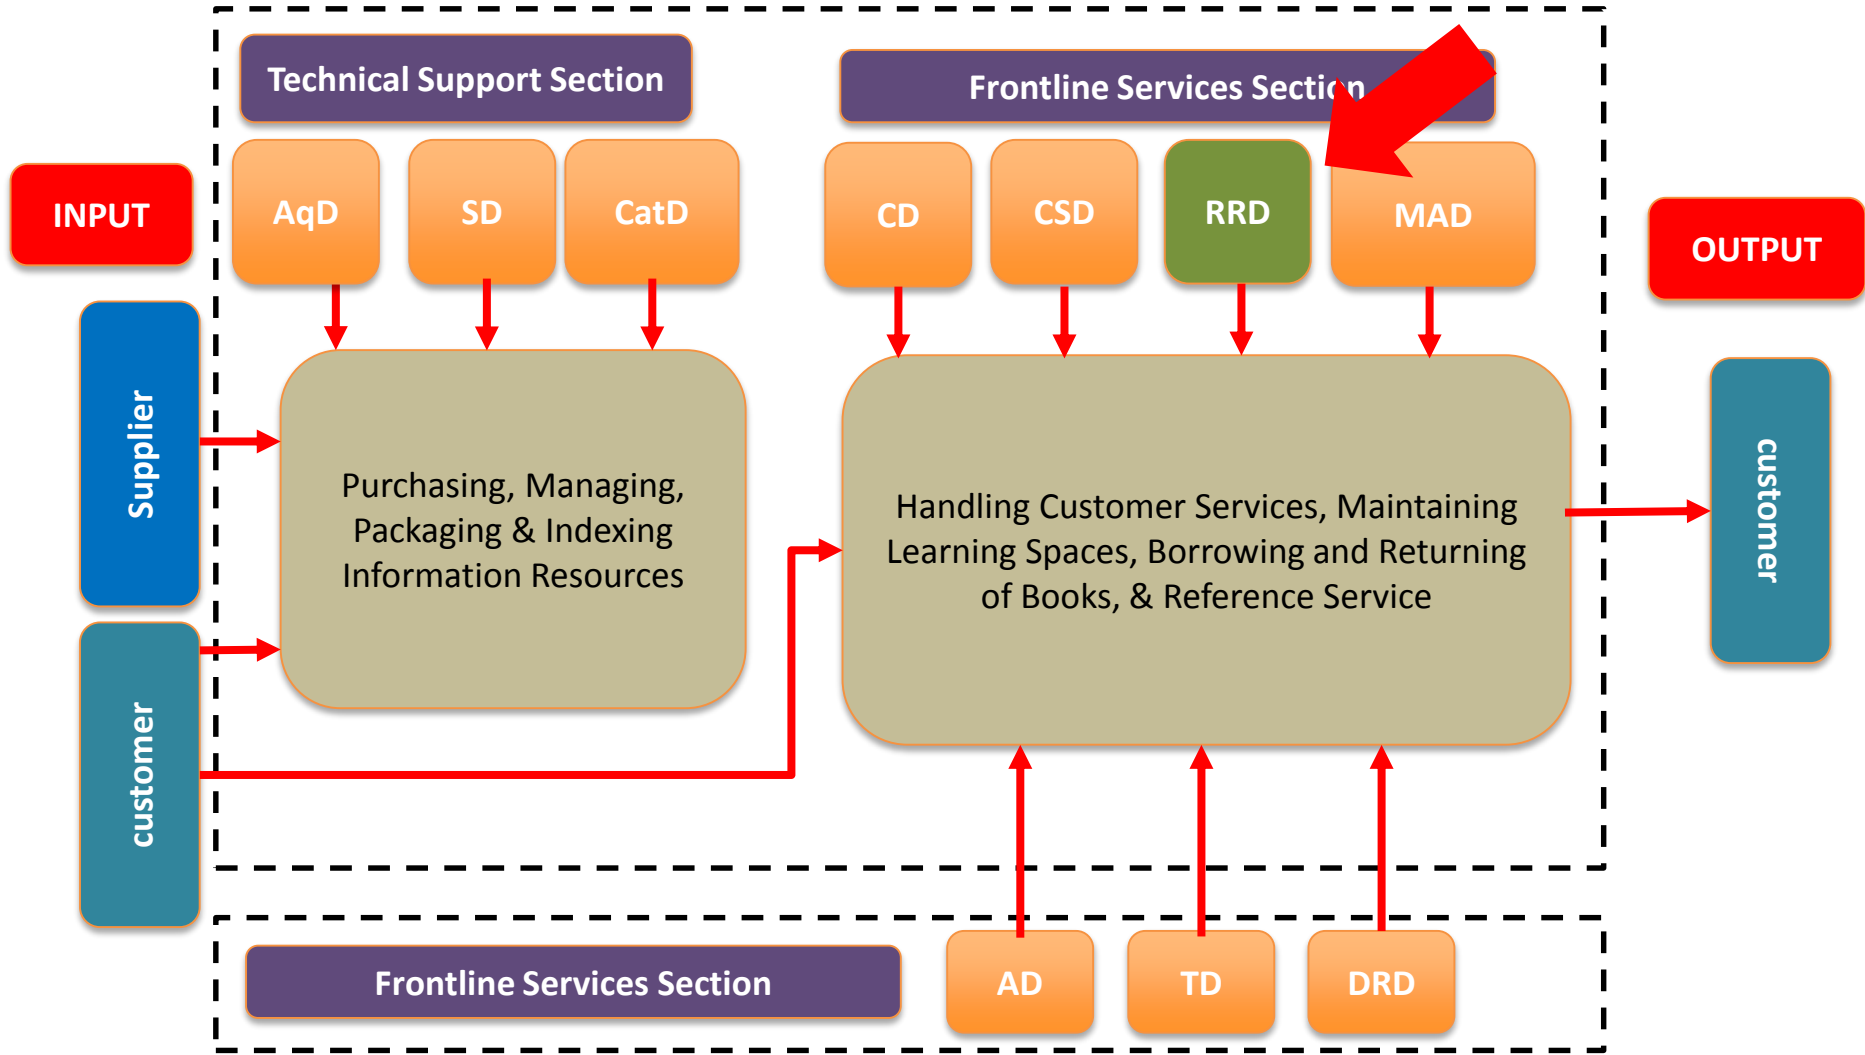 Technical Support Section
Frontline Services Section
INPUT
AqD
SD
CatD
CD
CSD
RRD
MAD
OUTPUT
Supplier
customer
Purchasing, Managing,
Packaging & Indexing
Information Resources
Handling Customer Services, Maintaining
Learning Spaces, Borrowing and Returning
of Books, & Reference Service
customer
Frontline Services Section
AD
TD
DRD